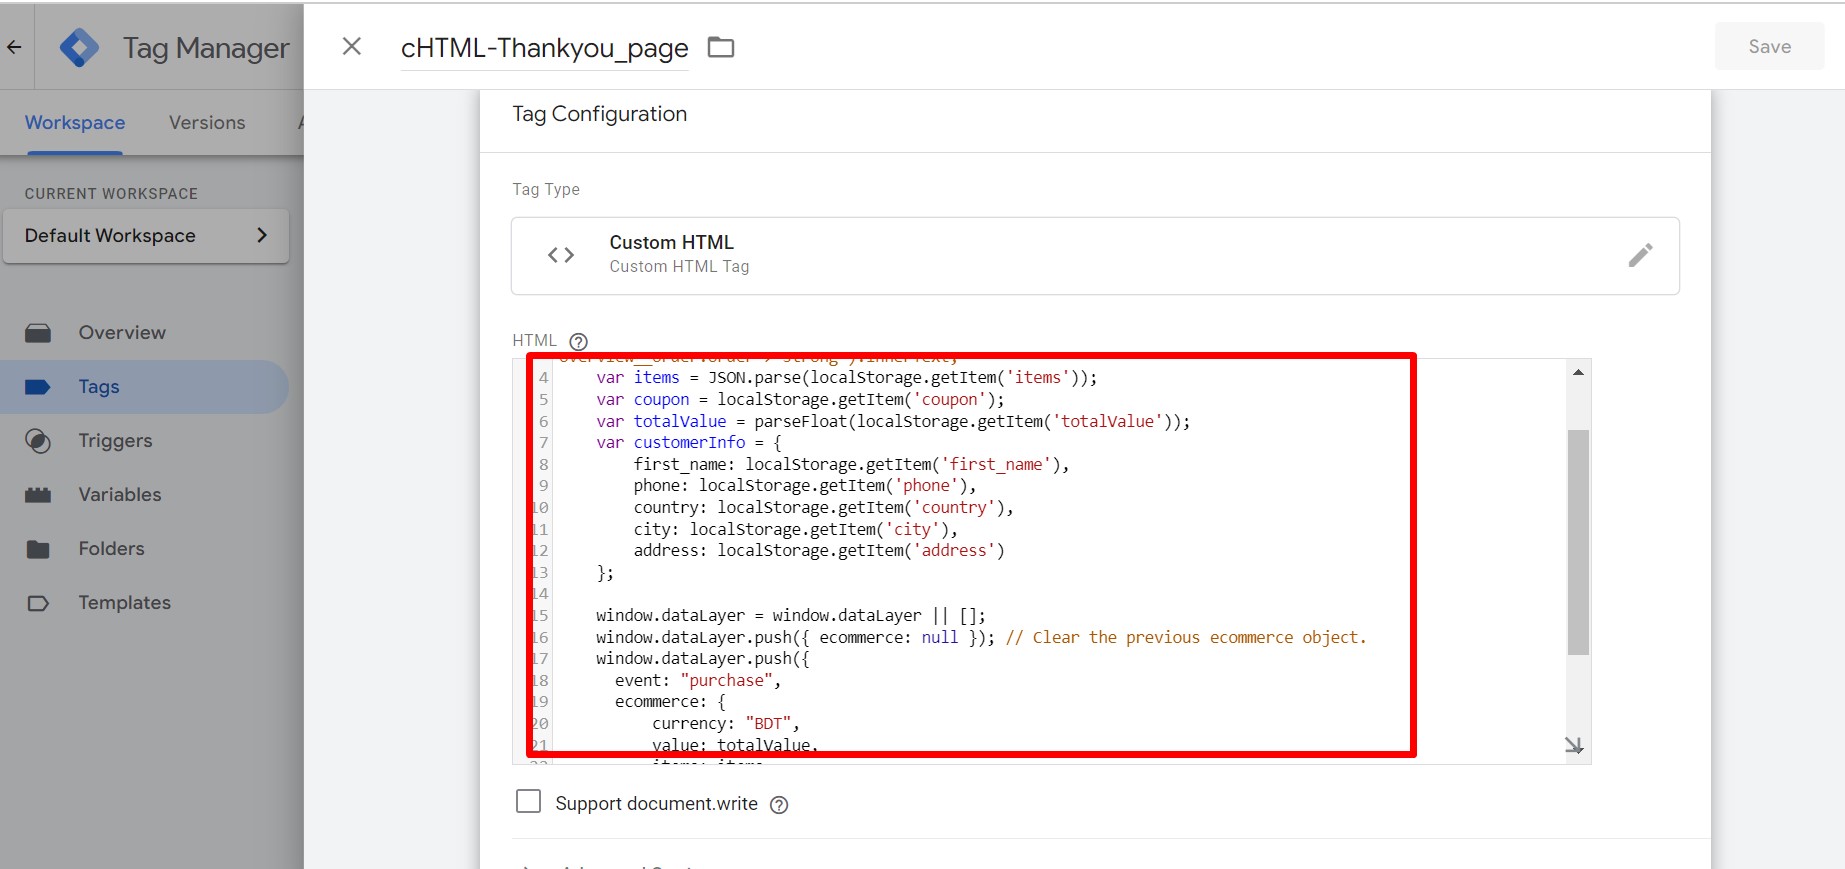 Tag Manager
cHTML-Thankyou_page
Save
Workspace
Versions
CURRENT WORKSPACE
Default Workspace
Overview
Tags
Triggers
Variables
Folders
Templates
Tag Configuration
Tag Type
Custom HTML
Custom HTML Tag
HTML
4 var items = JSON.parse(localStorage.getItem('items'));
5 var coupon = localStorage.getItem('coupon');
6 var totalValue = parseFloat(localStorage.getItem('totalValue'));
7 var customerInfo = {
8 first_name: localStorage.getItem('first_name'),
9 phone: localStorage.getItem('phone'),
10 country: localStorage.getItem('country'),
11 city: localStorage.getItem('city'),
12 address: localStorage.getItem('address')
13 };
14
15 window.dataLayer = window.dataLayer || [];
16 window.dataLayer.push({ ecommerce: null }); // Clear the previous ecommerce object.
17 window.dataLayer.push({
18 event: "purchase",
19 ecommerce: {
20 currency: "BDT",
21 value: totalValue,
Support document.write